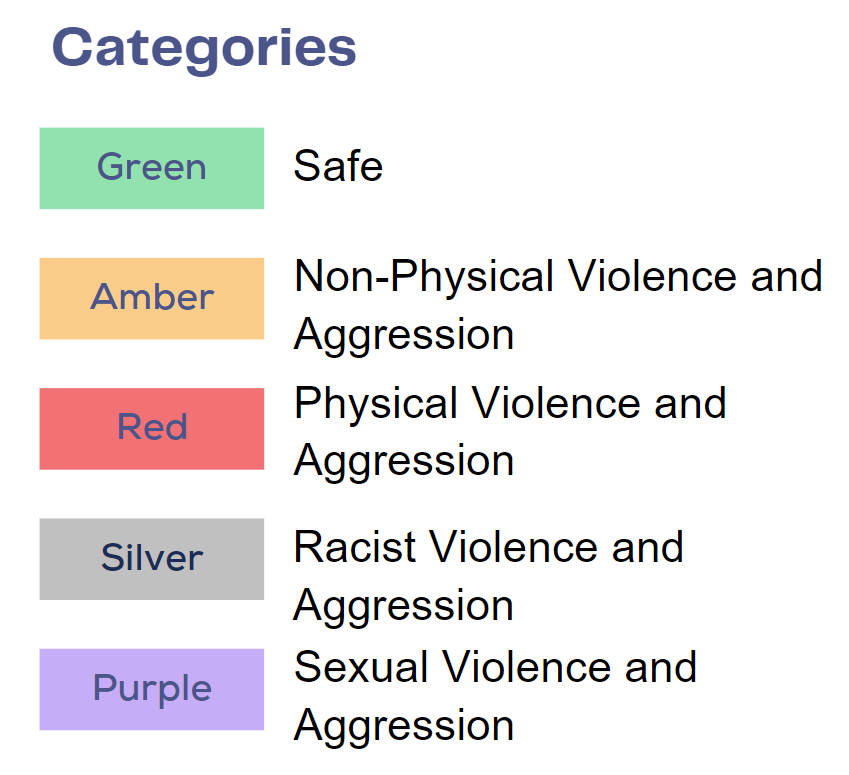 Categories
Green
Safe
Amber
Non-Physical Violence and
Aggression
Red
Physical Violence and
Aggression
Silver
Racist Violence and
Aggression
Purple
Sexual Violence and
Aggression